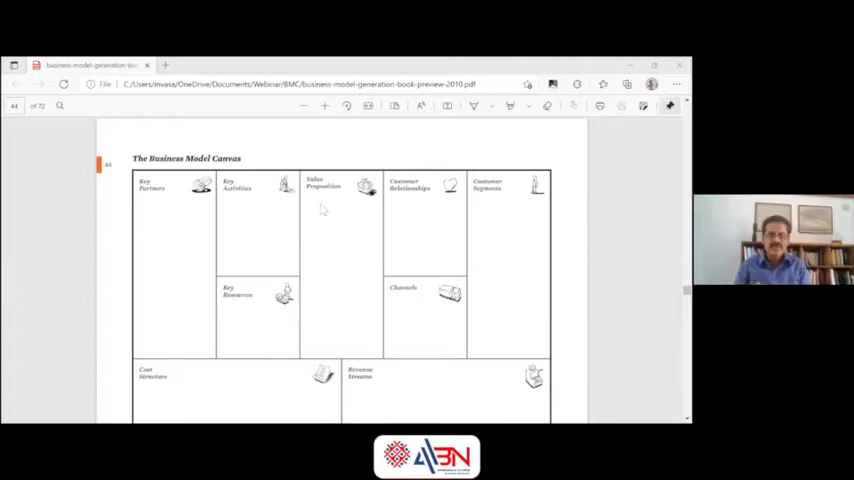 business-model-generation-boo
File
C:/Users/mvasa/OneDrive/Documents/Webinar/BMC/business-model-generation-book-preview-2010.pdf
44
of 72
44
The Business Model Canvas
Key
Partners
Key
Activities
Value
Proposition
Customer
Relationships
Customer
Segments
Key
Resources
Channels
Cost
Structure
Revenue
Streams
ABN